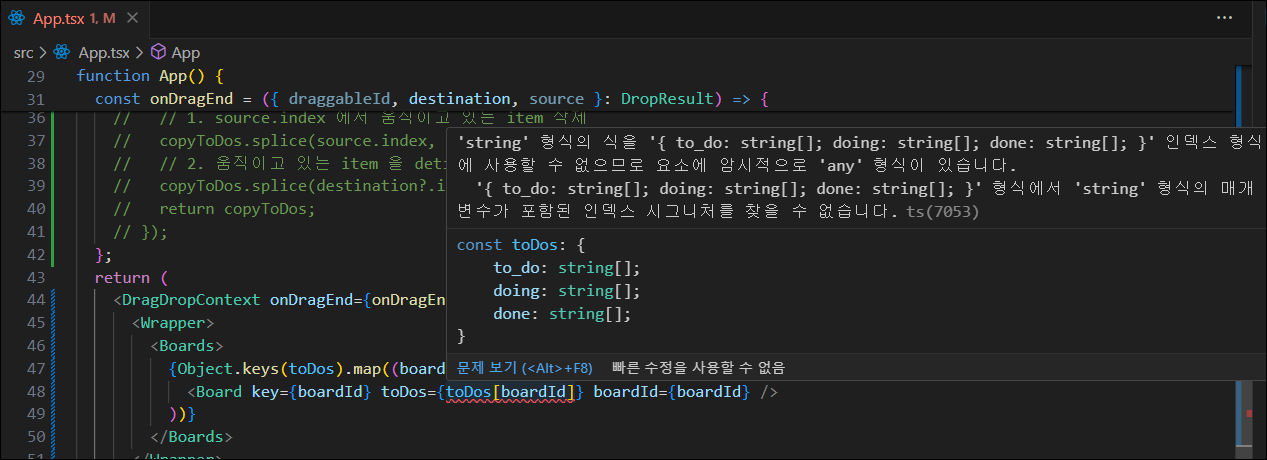 App.tsx 1, M
src > App.tsx > App
29 function App() {
31 const onDragEnd = ({ draggableId, destination, source }: DropResult) => {
36 // // 1. source.index 에서 움직이고 있는 item 삭제
37 // copyToDos.splice(source.index,
38 // // 2. 움직이고 있는 item 을 deti
39 // copyToDos.splice(destination?.i
40 // return copyToDos;
41 // });
42 };
43 return (
44 <DragDropContext onDragEnd={onDragEn
45 <Wrapper>
46 <Boards>
47 {Object.keys(toDos).map((board
48 <Board key={boardId} toDos={toDos[boardId]} boardId={boardId} />
49 ))}
50 </Boards>
51 </Wrapper>
'string' 형식의 식을 '{ to_do: string[]; doing: string[]; done: string[]; }' 인덱스 형식
에 사용할 수 없으므로 요소에 암시적으로 'any' 형식이 있습니다.
'{ to_do: string[]; doing: string[]; done: string[]; }' 형식에서 'string' 형식의 매개
변수가 포함된 인덱스 시그니처를 찾을 수 없습니다. ts(7053)
const toDos: {
to_do: string[];
doing: string[];
done: string[];
}
문제 보기 (<Alt>+F8) 빠른 수정을 사용할 수 없음